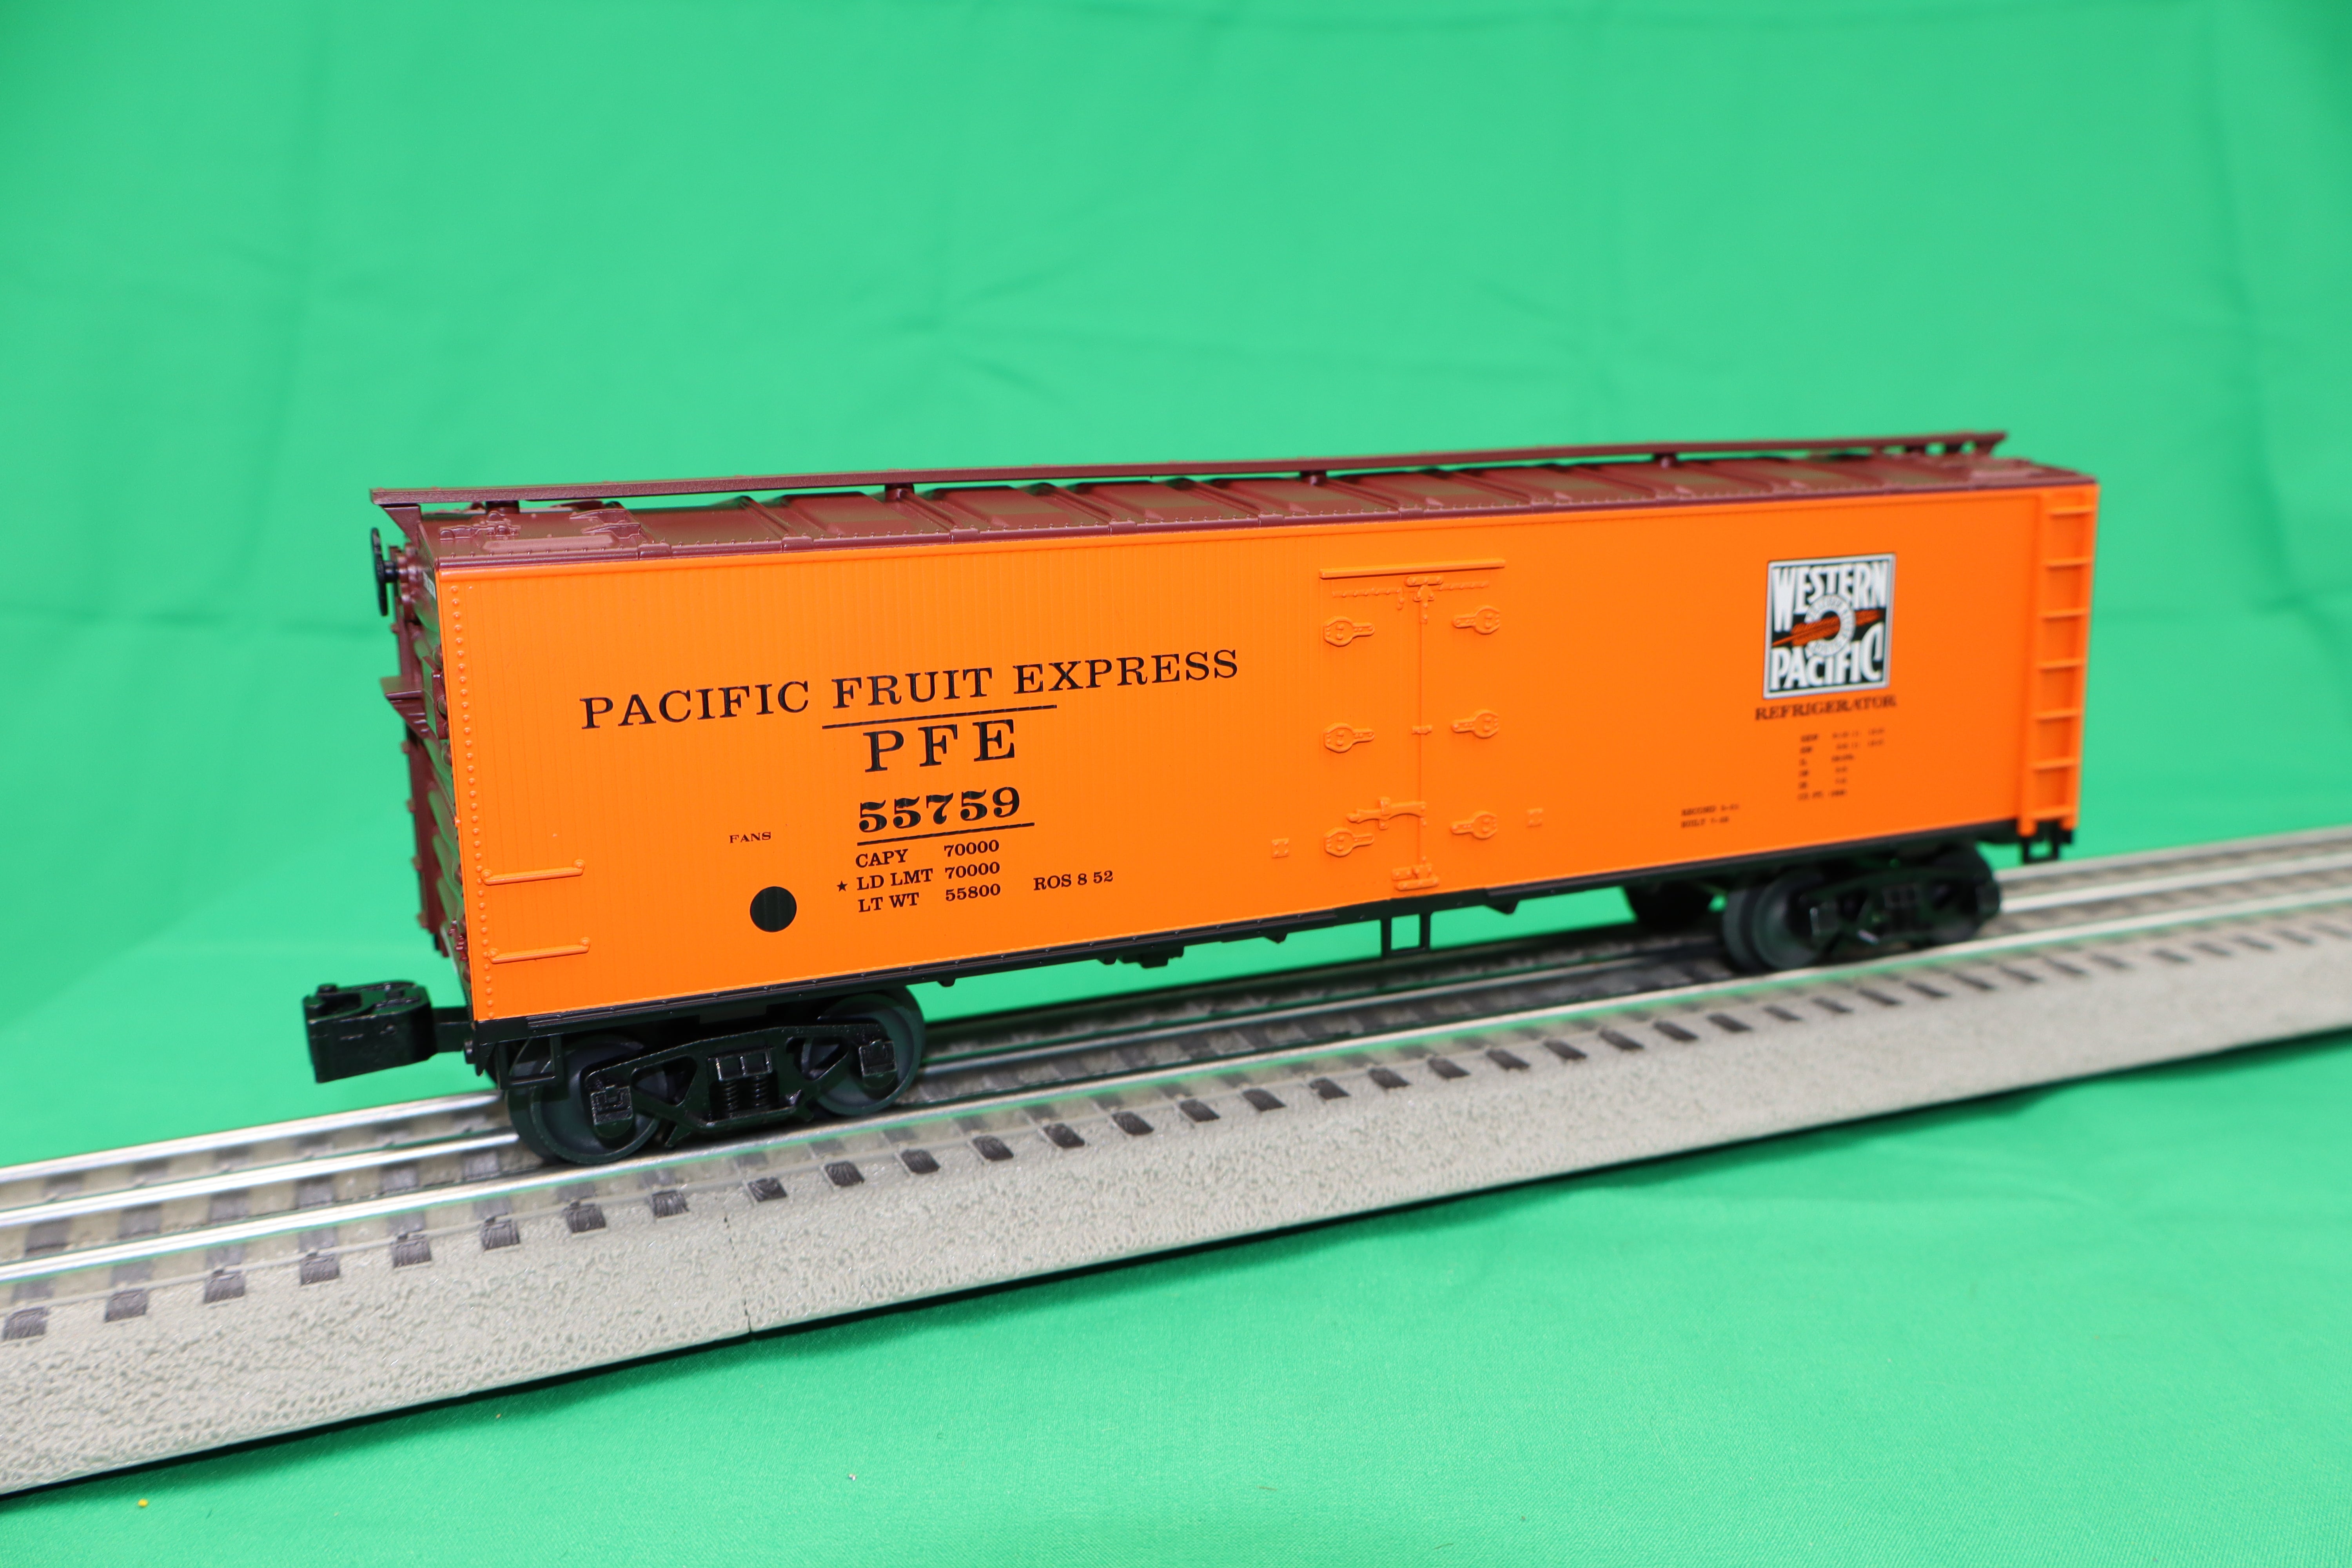 PACIFIC FRUIT EXPRESS
PFE
55759
FANS
CAPY 70000
★ LD LMT 70000
LT WT 55800 ROS 8 52
WESTERN
PACIFIC
REFRIGERATOR